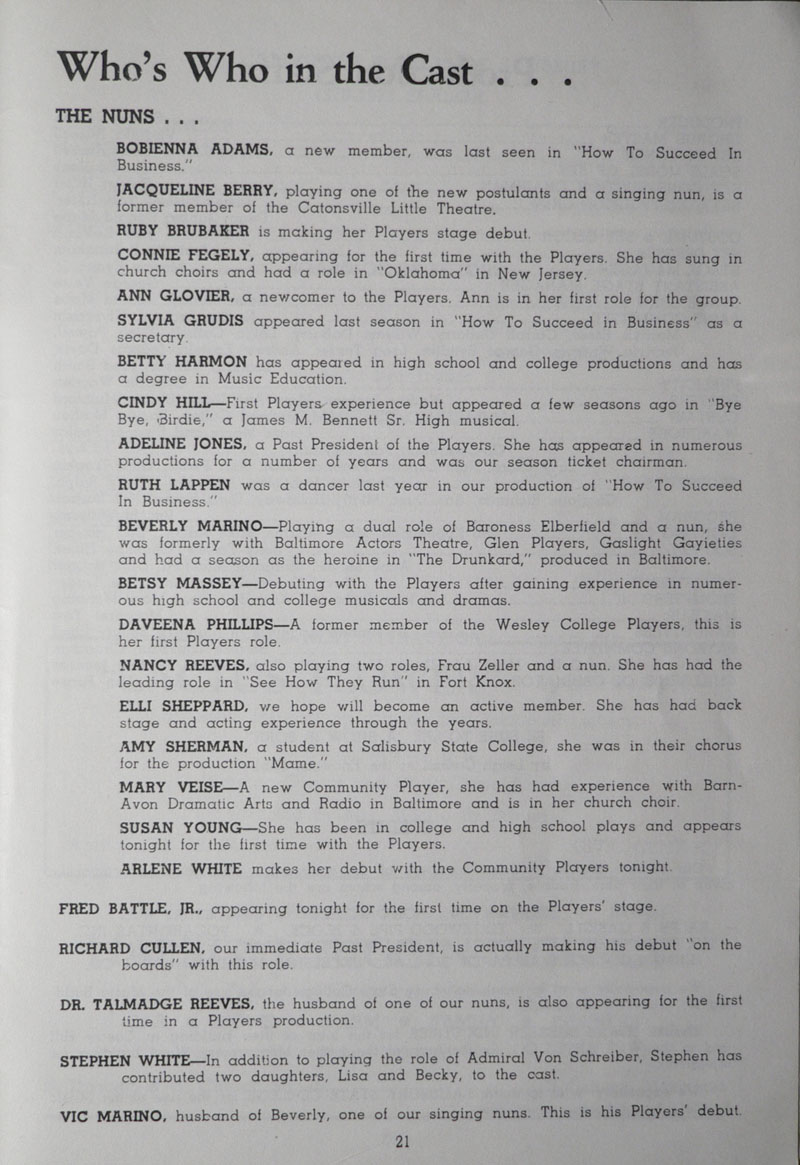 Who's Who in the Cast . . .
THE NUNS . . .
BOBIENNA ADAMS, a new member, was last seen in "How To Succeed In
Business."
JACQUELINE BERRY, playing one of the new postulants and a singing nun, is a
former member of the Catonsville Little Theatre.
RUBY BRUBAKER is making her Players stage debut.
CONNIE FEGELY, appearing for the first time with the Players. She has sung in
church choirs and had a role in "Oklahoma" in New Jersey.
ANN GLOVIER, a newcomer to the Players. Ann is in her first role for the group.
SYLVIA GRUDIS appeared last season in "How To Succeed in Business" as a
secretary.
BETTY HARMON has appeared in high school and college productions and has
a degree in Music Education.
CINDY HILL—First Players experience but appeared a few seasons ago in "Bye
Bye, Birdie," a James M. Bennett Sr. High musical.
ADELINE JONES, a Past President of the Players. She has appeared in numerous
productions for a number of years and was our season ticket chairman.
RUTH LAPPEN was a dancer last year in our production of "How To Succeed
In Business."
BEVERLY MARINO—Playing a dual role of Baroness Elberfield and a nun, she
was formerly with Baltimore Actors Theatre, Glen Players, Gaslight Gayieties
and had a season as the heroine in "The Drunkard," produced in Baltimore.
BETSY MASSEY—Debuting with the Players after gaining experience in numer-
ous high school and college musicals and dramas.
DAVEENA PHILLIPS—A former member of the Wesley College Players, this is
her first Players role.
NANCY REEVES, also playing two roles, Frau Zeller and a nun. She has had the
leading role in "See How They Run" in Fort Knox.
ELLI SHEPPARD, we hope will become an active member. She has had back
stage and acting experience through the years.
AMY SHERMAN, a student at Salisbury State College, she was in their chorus
for the production "Mame."
MARY VEISE—A new Community Player, she has had experience with Barn-
Avon Dramatic Arts and Radio in Baltimore and is in her church choir.
SUSAN YOUNG—She has been in college and high school plays and appears
tonight for the first time with the Players.
ARLENE WHITE makes her debut with the Community Players tonight.
FRED BATTLE, JR., appearing tonight for the first time on the Players' stage.
RICHARD CULLEN, our immediate Past President, is actually making his debut "on the
boards" with this role.
DR. TALMADGE REEVES, the husband of one of our nuns, is also appearing for the first
time in a Players production.
STEPHEN WHITE—In addition to playing the role of Admiral Von Schreiber, Stephen has
contributed two daughters, Lisa and Becky, to the cast.
VIC MARINO, husband of Beverly, one of our singing nuns. This is his Players' debut.
21